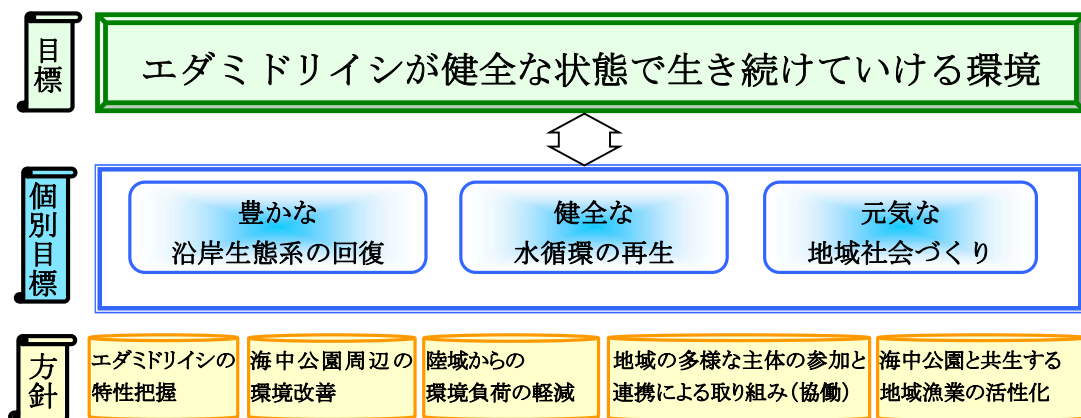 目標
エダミドリイシが健全な状態で生き続けていける環境
個別目標
豊かな
沿岸生態系の回復
健全な
水循環の再生
元気な
地域社会づくり
方針
エダミドリイシの
特性把握
海中公園周辺の
環境改善
陸域からの
環境負荷の軽減
地域の多様な主体の参加と
連携による取り組み（協働）
海中公園と共生する
地域漁業の活性化